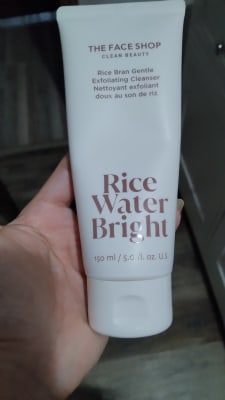 THE FACE SHOP
CLEAN BEAUTY
Rice Bran Gentle
Exfoliating Cleanser
Nettoyant exfoliant
doux au son de riz
Rice
Water
Bright
150 ml / 5.0 fl. oz. U.S.